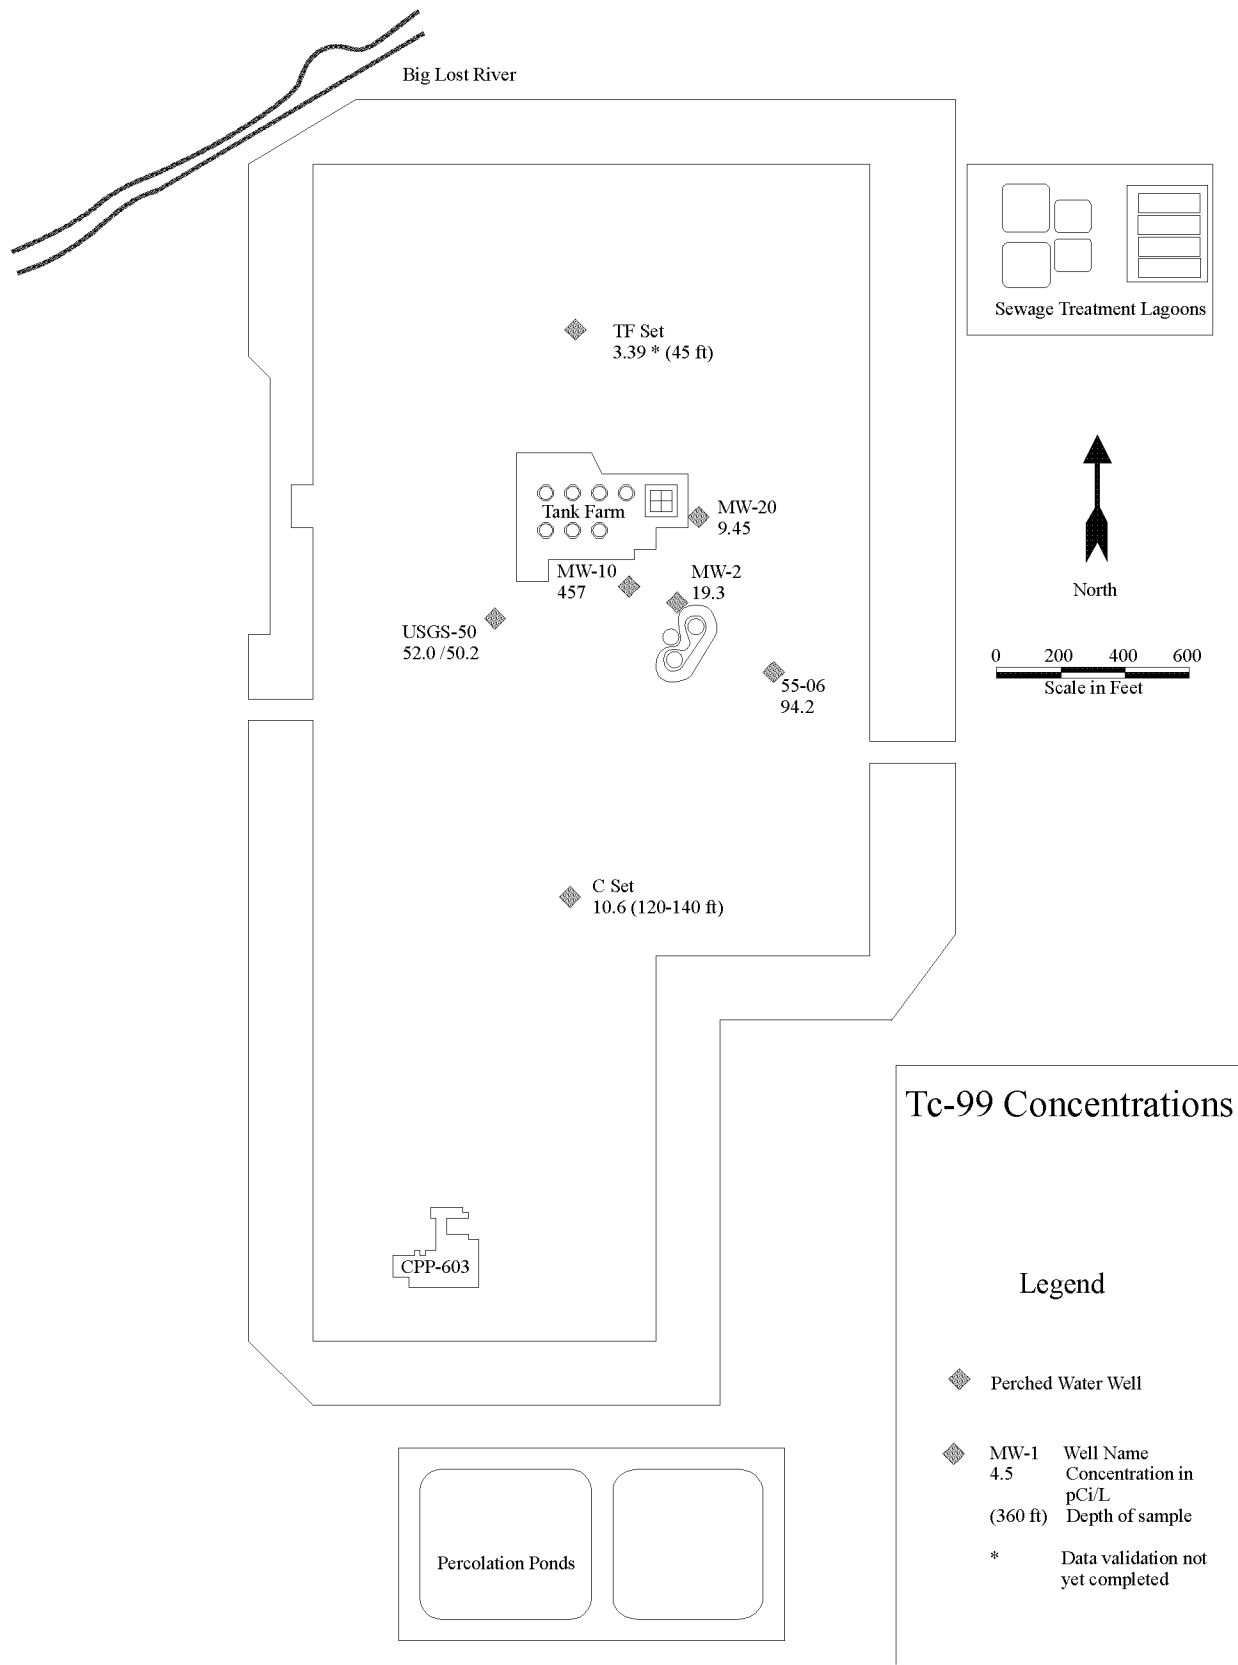 Big Lost River
Sewage Treatment Lagoons
TF Set
3.39 * (45 ft)
Tank Farm
MW-20
9.45
MW-10
457
MW-2
19.3
North
USGS-50
52.0 /50.2
0 200 400 600
Scale in Feet
55-06
94.2
C Set
10.6 (120-140 ft)
Tc-99 Concentrations
CPP-603
Legend
Perched Water Well
MW-1 Well Name
4.5 Concentration in
pCi/L
(360 ft) Depth of sample
* Data validation not
yet completed
Percolation Ponds